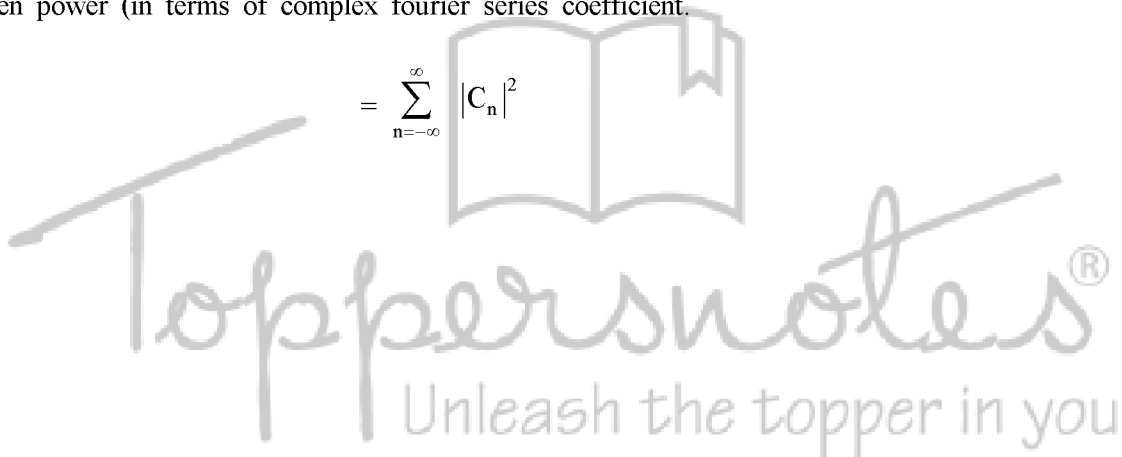 en power (in terms of complex fourier series coefficient.
= ∑_{n=-∞}^{∞} |C_n|^2
Toppersnotes®
Unleash the topper in you